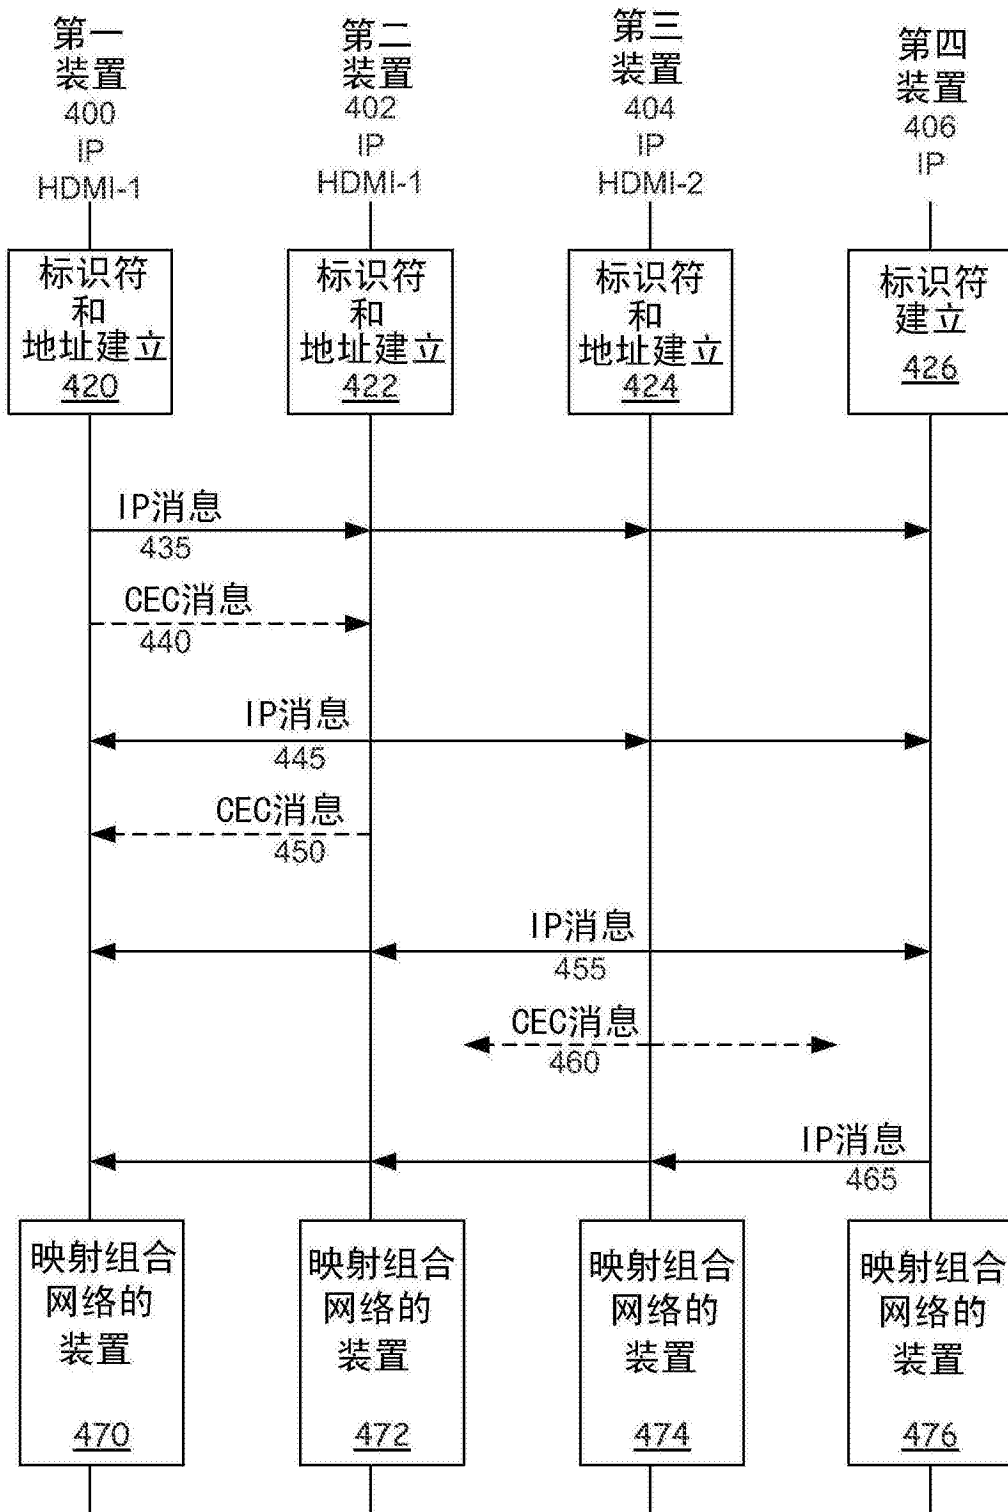 第一
装置
400
IP
HDMI-1
第二
装置
402
IP
HDMI-1
第三
装置
404
IP
HDMI-2
第四
装置
406
IP
标识符
和
地址建立
420
标识符
和
地址建立
422
标识符
和
地址建立
424
标识符
建立
426
IP消息
435
CEC消息
440
IP消息
445
CEC消息
450
IP消息
455
CEC消息
460
IP消息
465
映射组合
网络的
装置
470
映射组合
网络的
装置
472
映射组合
网络的
装置
474
映射组合
网络的
装置
476